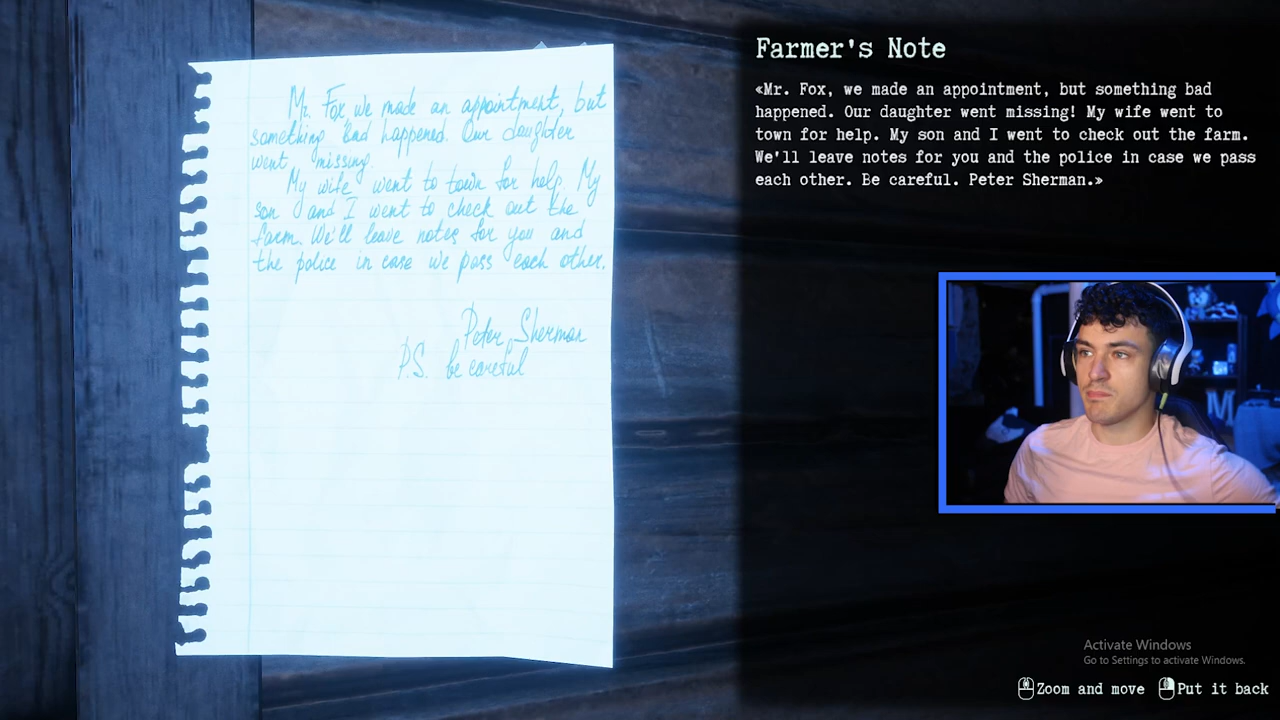 Mr. Fox, we made an appointment, but
something bad happened. Our daughter
went missing.
My wife went to town for help. My
son and I went to check out the
farm. We'll leave notes for you and
the police in case we pass each other.
Peter Sherman
P.S. be careful
Farmer's Note
«Mr. Fox, we made an appointment, but something bad
happened. Our daughter went missing! My wife went to
town for help. My son and I went to check out the farm.
We'll leave notes for you and the police in case we pass
each other. Be careful. Peter Sherman.»
M
Activate Windows
Go to Settings to activate Windows.
Zoom and move Put it back